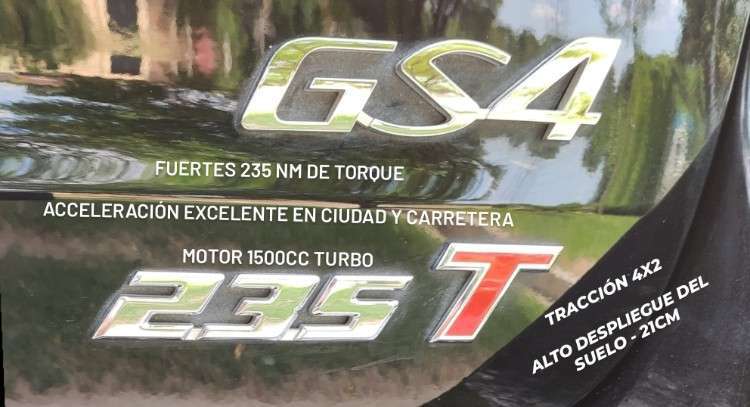 GS4
FUERTES 235 NM DE TORQUE
ACCELERACIÓN EXCELENTE EN CIUDAD Y CARRETERA
MOTOR 1500CC TURBO
235T
TRACCIÓN 4X2
ALTO DESPLIEGUE DEL
SUELO - 21CM